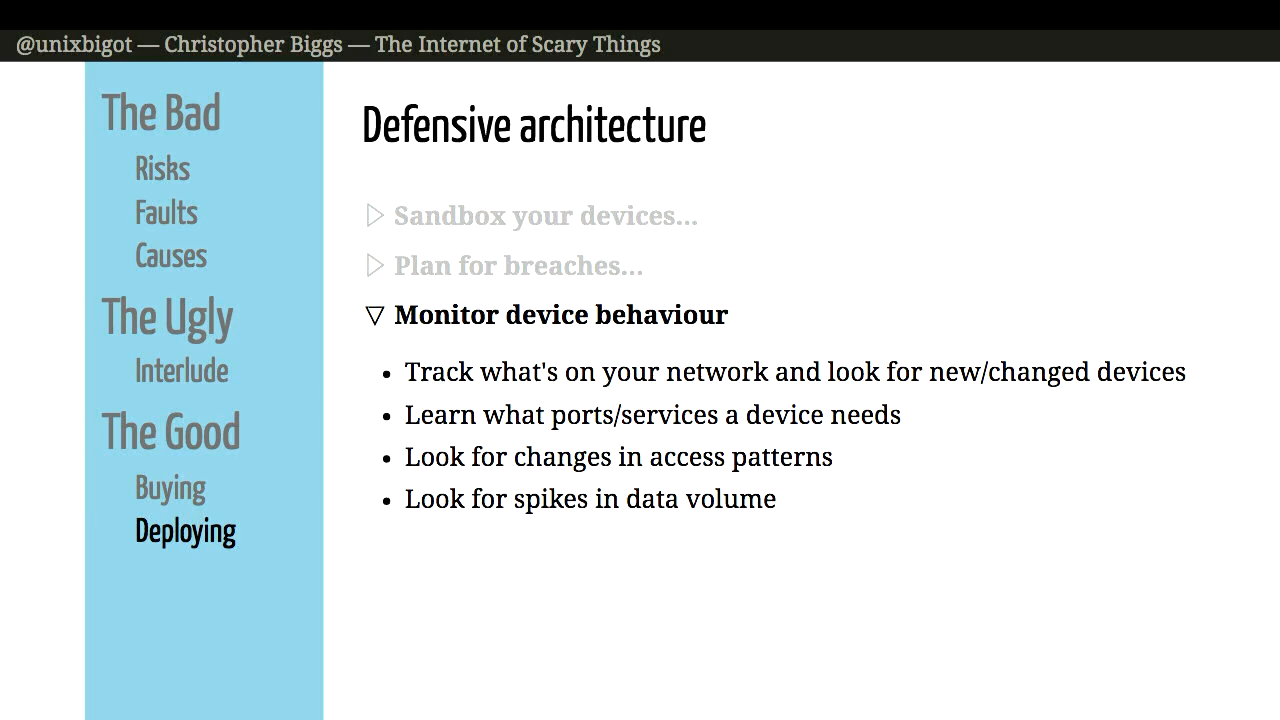 @unixbigot — Christopher Biggs — The Internet of Scary Things
The Bad
Risks
Faults
Causes
The Ugly
Interlude
The Good
Buying
Deploying
Defensive architecture
▷ Sandbox your devices...
▷ Plan for breaches...
▽ Monitor device behaviour
• Track what's on your network and look for new/changed devices
• Learn what ports/services a device needs
• Look for changes in access patterns
• Look for spikes in data volume